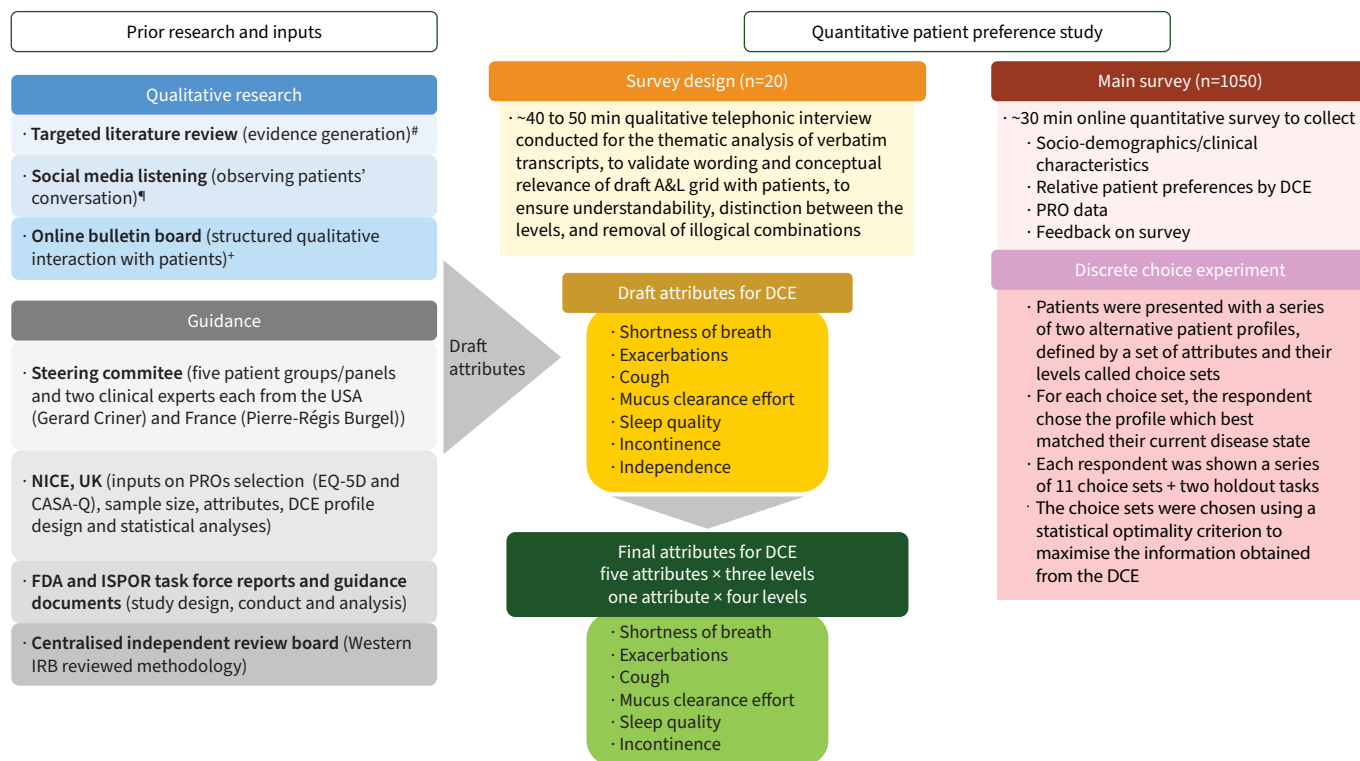 Prior research and inputs
Quantitative patient preference study
Qualitative research
· Targeted literature review (evidence generation)#
· Social media listening (observing patients’
conversation)¶
· Online bulletin board (structured qualitative
interaction with patients)+
Guidance
· Steering commitee (five patient groups/panels
and two clinical experts each from the USA
(Gerard Criner) and France (Pierre-Régis Burgel))
· NICE, UK (inputs on PROs selection (EQ-5D and
CASA-Q), sample size, attributes, DCE profile
design and statistical analyses)
· FDA and ISPOR task force reports and guidance
documents (study design, conduct and analysis)
· Centralised independent review board (Western
IRB reviewed methodology)
Draft
attributes
Survey design (n=20)
· ~40 to 50 min qualitative telephonic interview
conducted for the thematic analysis of verbatim
transcripts, to validate wording and conceptual
relevance of draft A&L grid with patients, to
ensure understandability, distinction between the
levels, and removal of illogical combinations
Draft attributes for DCE
· Shortness of breath
· Exacerbations
· Cough
· Mucus clearance effort
· Sleep quality
· Incontinence
· Independence
Final attributes for DCE
five attributes × three levels
one attribute × four levels
· Shortness of breath
· Exacerbations
· Cough
· Mucus clearance effort
· Sleep quality
· Incontinence
Main survey (n=1050)
· ~30 min online quantitative survey to collect
· Socio-demographics/clinical
characteristics
· Relative patient preferences by DCE
· PRO data
· Feedback on survey
Discrete choice experiment
· Patients were presented with a series
of two alternative patient profiles,
defined by a set of attributes and their
levels called choice sets
· For each choice set, the respondent
chose the profile which best
matched their current disease state
· Each respondent was shown a series
of 11 choice sets + two holdout tasks
· The choice sets were chosen using a
statistical optimality criterion to
maximise the information obtained
from the DCE